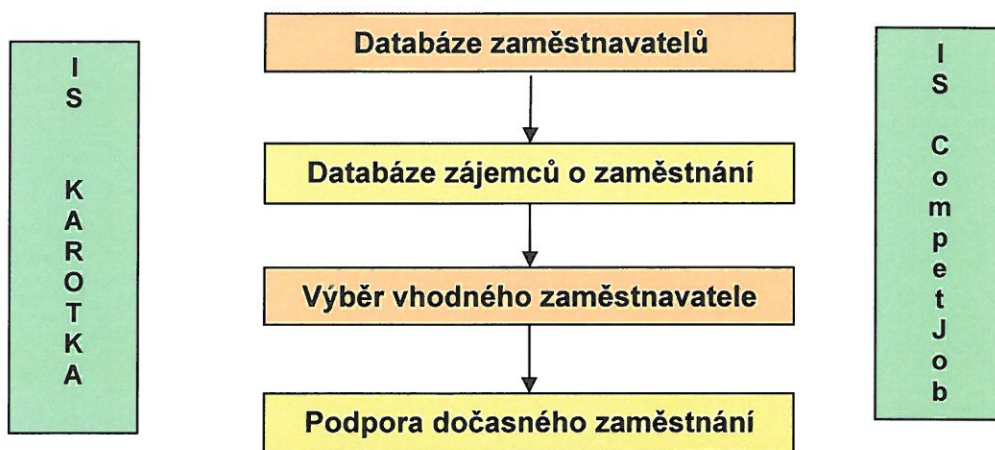 IS KAROTKA
Databáze zaměstnavatelů
Databáze zájemců o zaměstnání
Výběr vhodného zaměstnavatele
Podpora dočasného zaměstnání
IS CompetJob